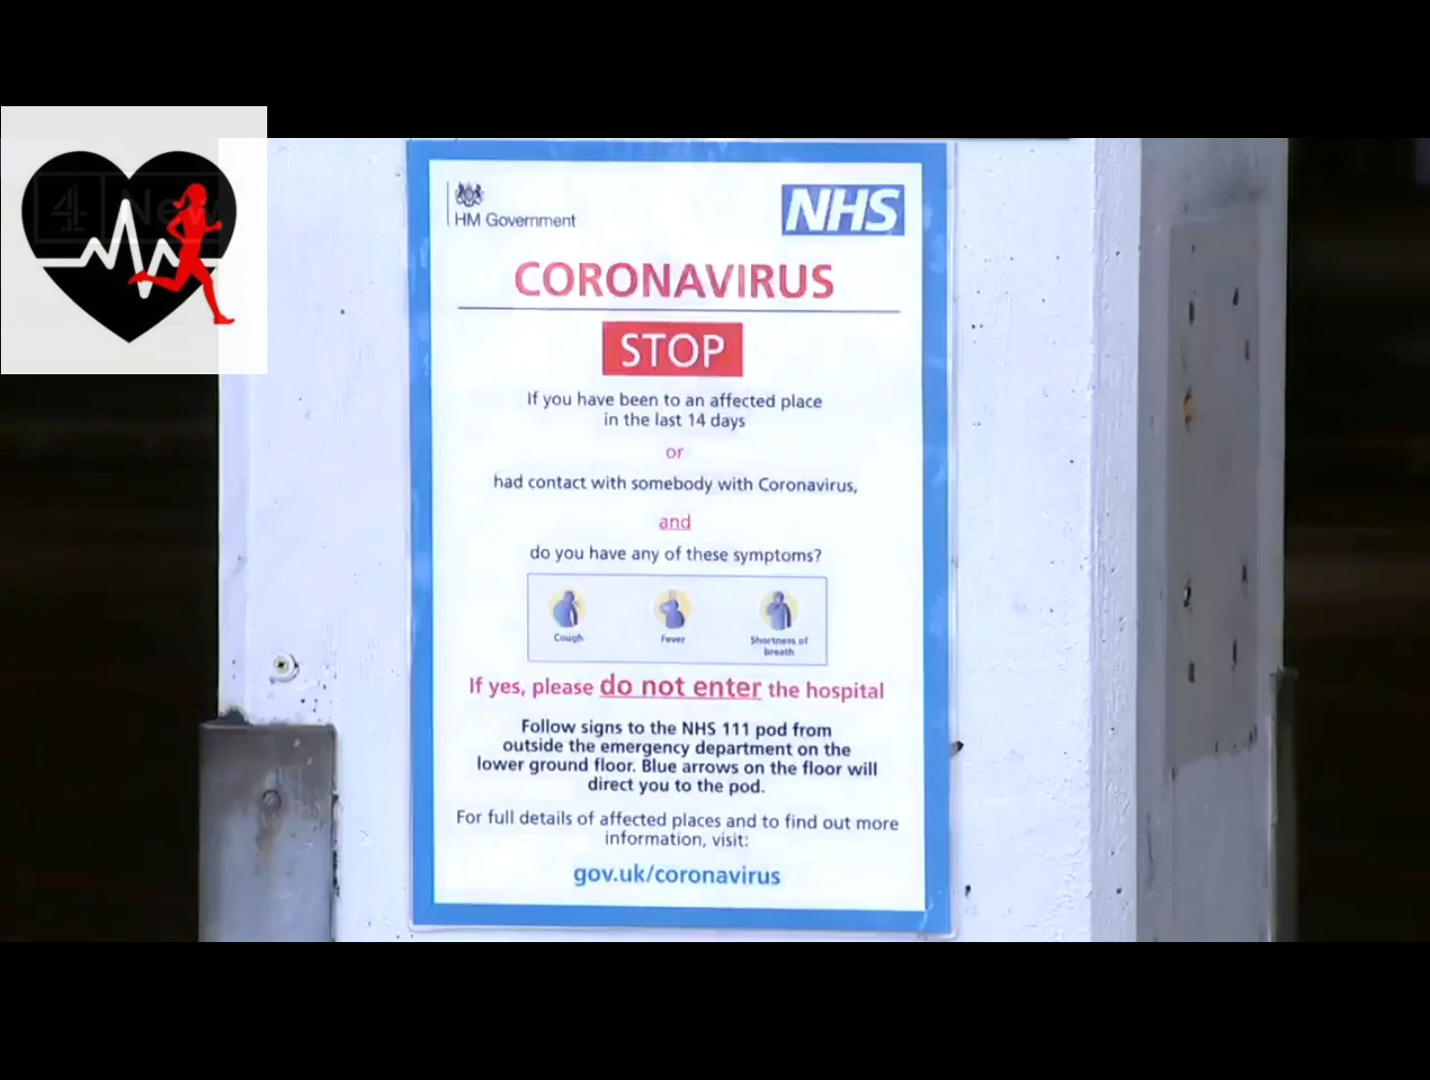 4 News
HM Government
NHS
CORONAVIRUS
STOP
If you have been to an affected place
in the last 14 days
or
had contact with somebody with Coronavirus,
and
do you have any of these symptoms?
Cough
Fever
Shortness of
breath
If yes, please do not enter the hospital
Follow signs to the NHS 111 pod from
outside the emergency department on the
lower ground floor. Blue arrows on the floor will
direct you to the pod.
For full details of affected places and to find out more
information, visit:
gov.uk/coronavirus